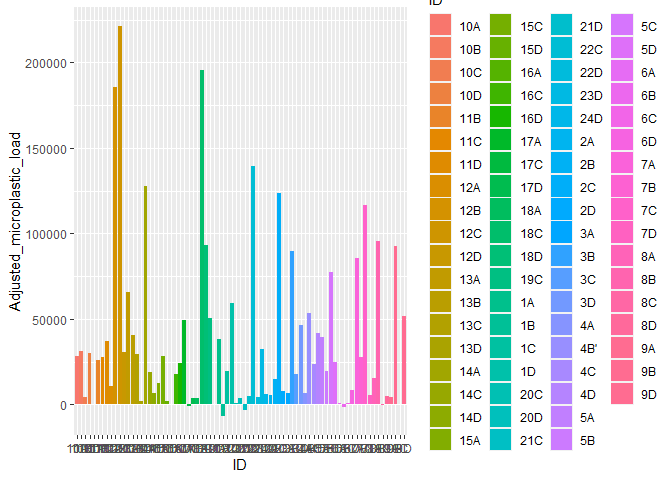 ID
200000
150000
100000
50000
0
Adjusted_microplastic_load
ID
10A 15C 21D 5C
10B 15D 22C 5D
10C 16A 22D 6A
10D 16C 23D 6B
11B 16D 24D 6C
11C 17A 2A 6D
11D 17C 2B 7A
12A 17D 2C 7B
12B 18A 2D 7C
12C 18C 3A 7D
12D 18D 3B 8A
13A 19C 3C 8B
13B 1A 3D 8C
13C 1B 4A 8D
13D 1C 4B' 9A
14A 1D 4C 9B
14C 20C 4D 9D
14D 20D 5A
15A 21C 5B